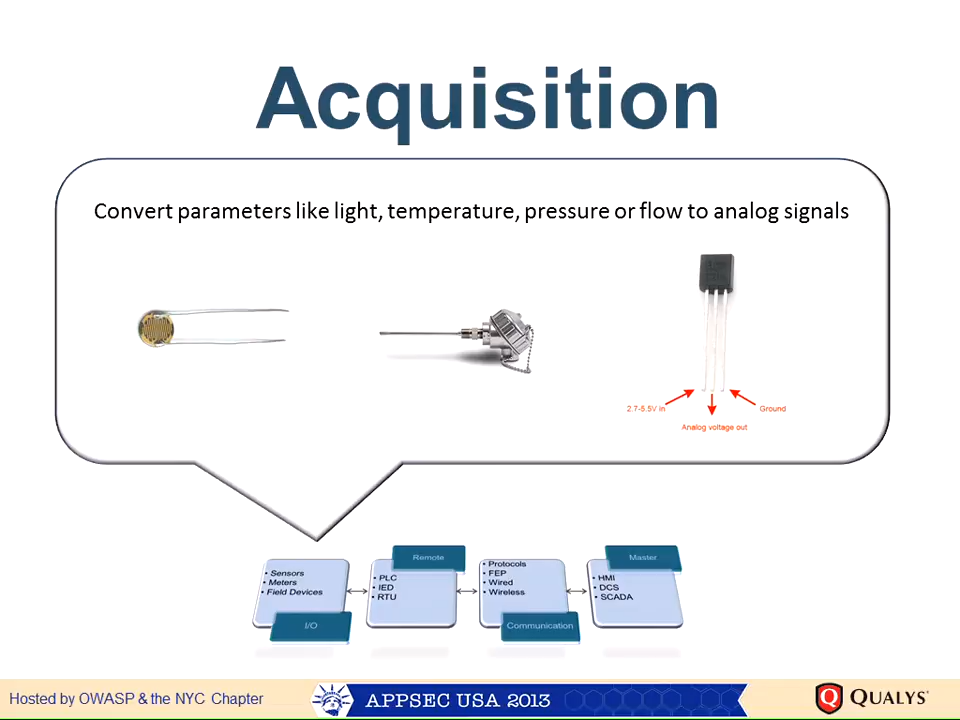 Acquisition
Convert parameters like light, temperature, pressure or flow to analog signals
2.7-5.5V in
Ground
Analog voltage out
• Sensors
• Meters
• Field Devices
I/O
Remote
• PLC
• IED
• RTU
• Protocols
• FEP
• Wired
• Wireless
Communication
Master
• HMI
• DCS
• SCADA
Hosted by OWASP & the NYC Chapter
APPSEC USA 2013
QUALYS